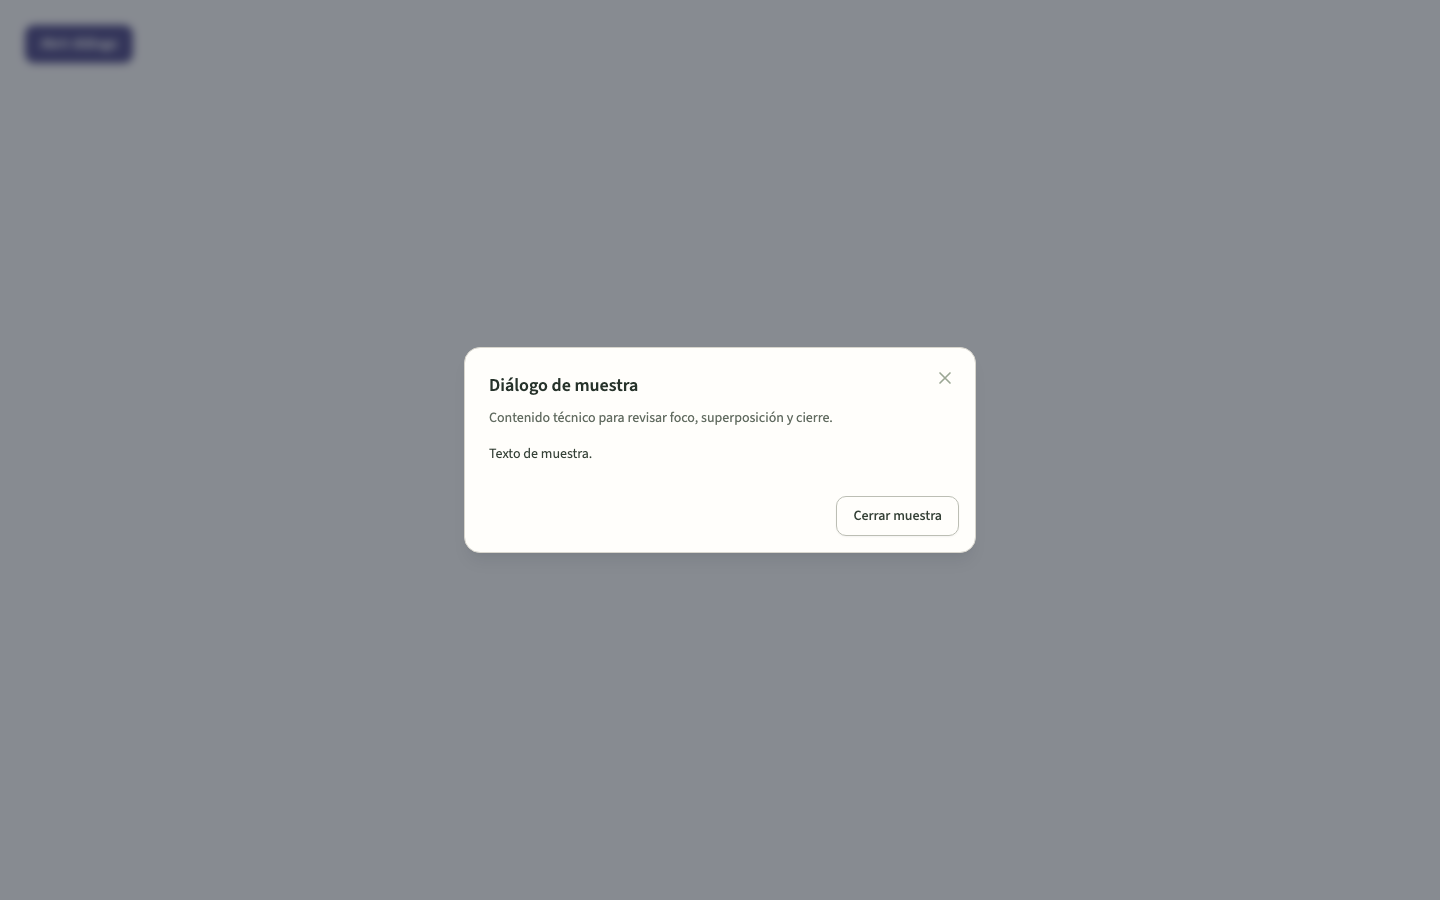 Diálogo de muestra
Contenido técnico para revisar foco, superposición y cierre.
Texto de muestra.
Cerrar muestra